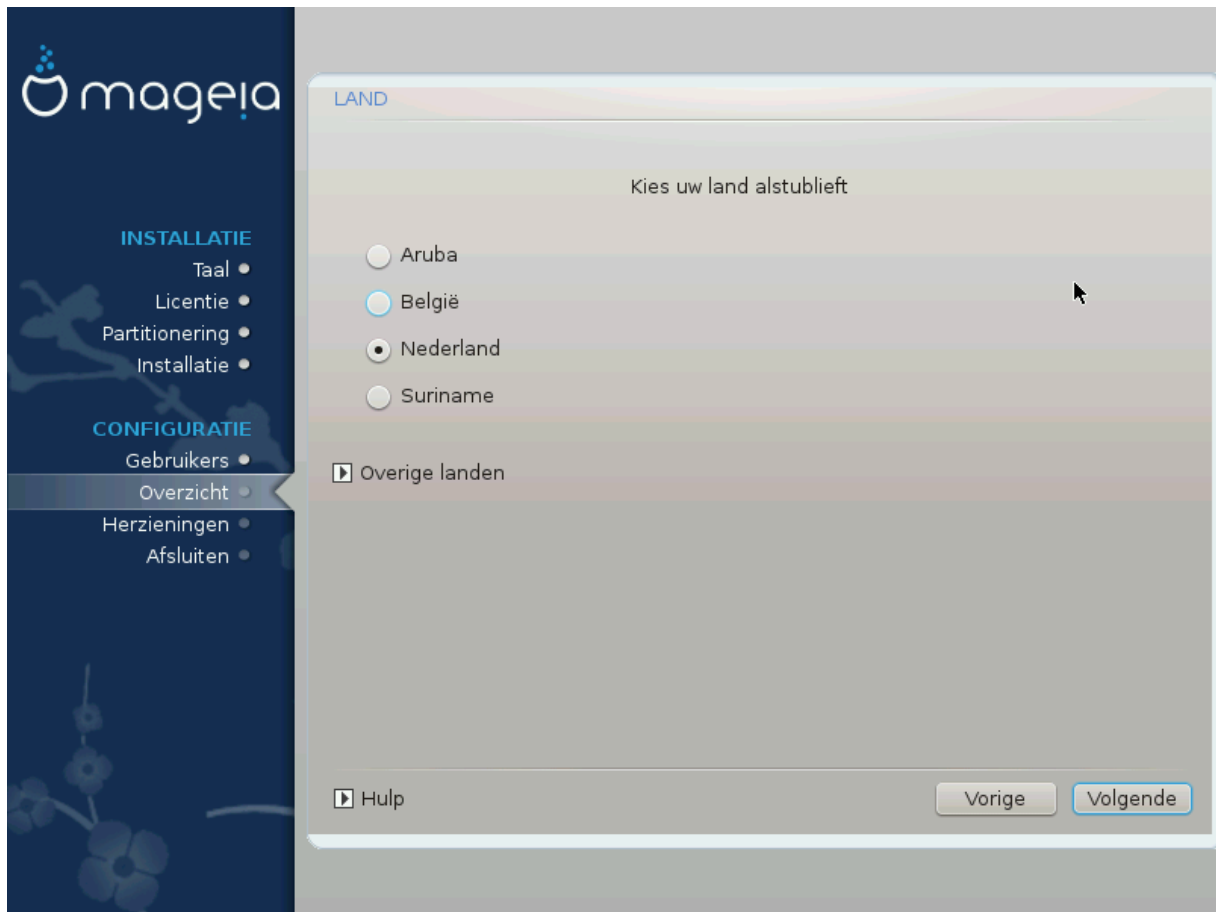 mageia
INSTALLATIE
Taal
Licentie
Partitionering
Installatie
CONFIGURATIE
Gebruikers
Overzicht
Herzieningen
Afsluiten
LAND
Kies uw land alstublieft
Aruba
België
Nederland
Suriname
Overige landen
Hulp
Vorige
Volgende